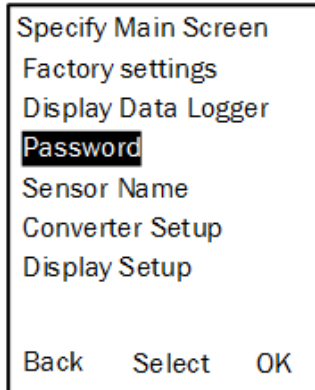 Specify Main Screen
Factory settings
Display Data Logger
Password
Sensor Name
Converter Setup
Display Setup
Back Select OK